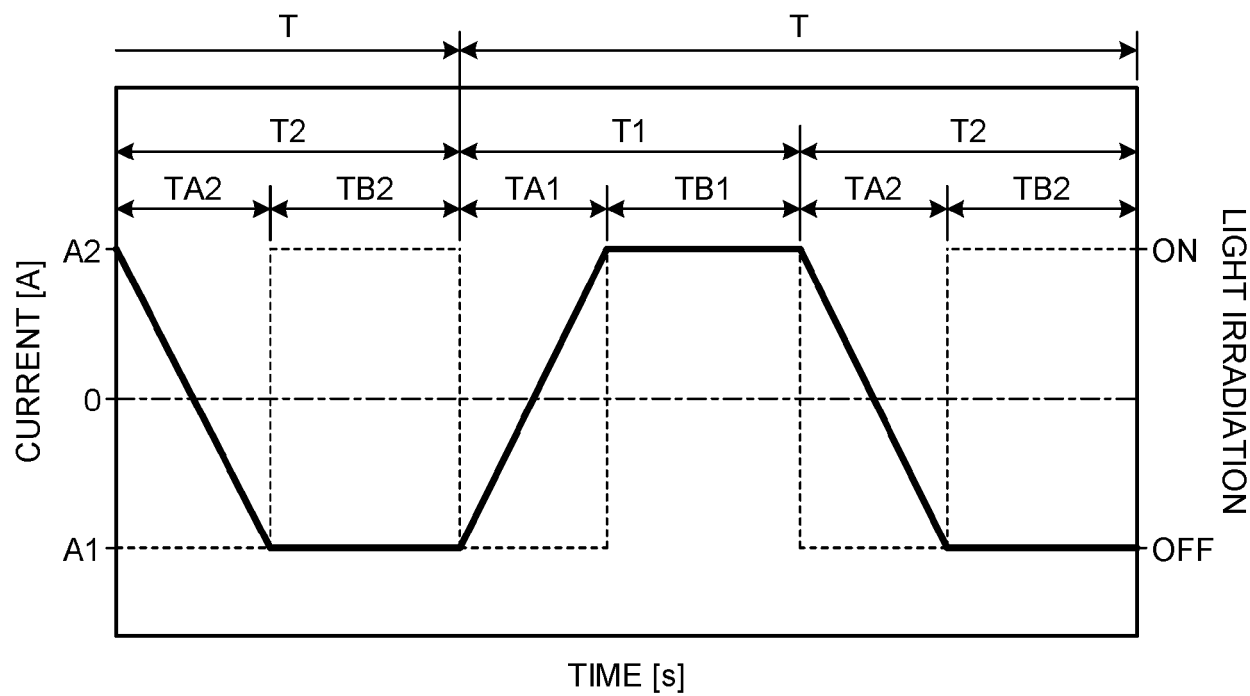 T T
T2 T1 T2
TA2 TB2 TA1 TB1 TA2 TB2
A2
0
A1
CURRENT [A]
ON
OFF
LIGHT IRRADIATION
TIME [s]